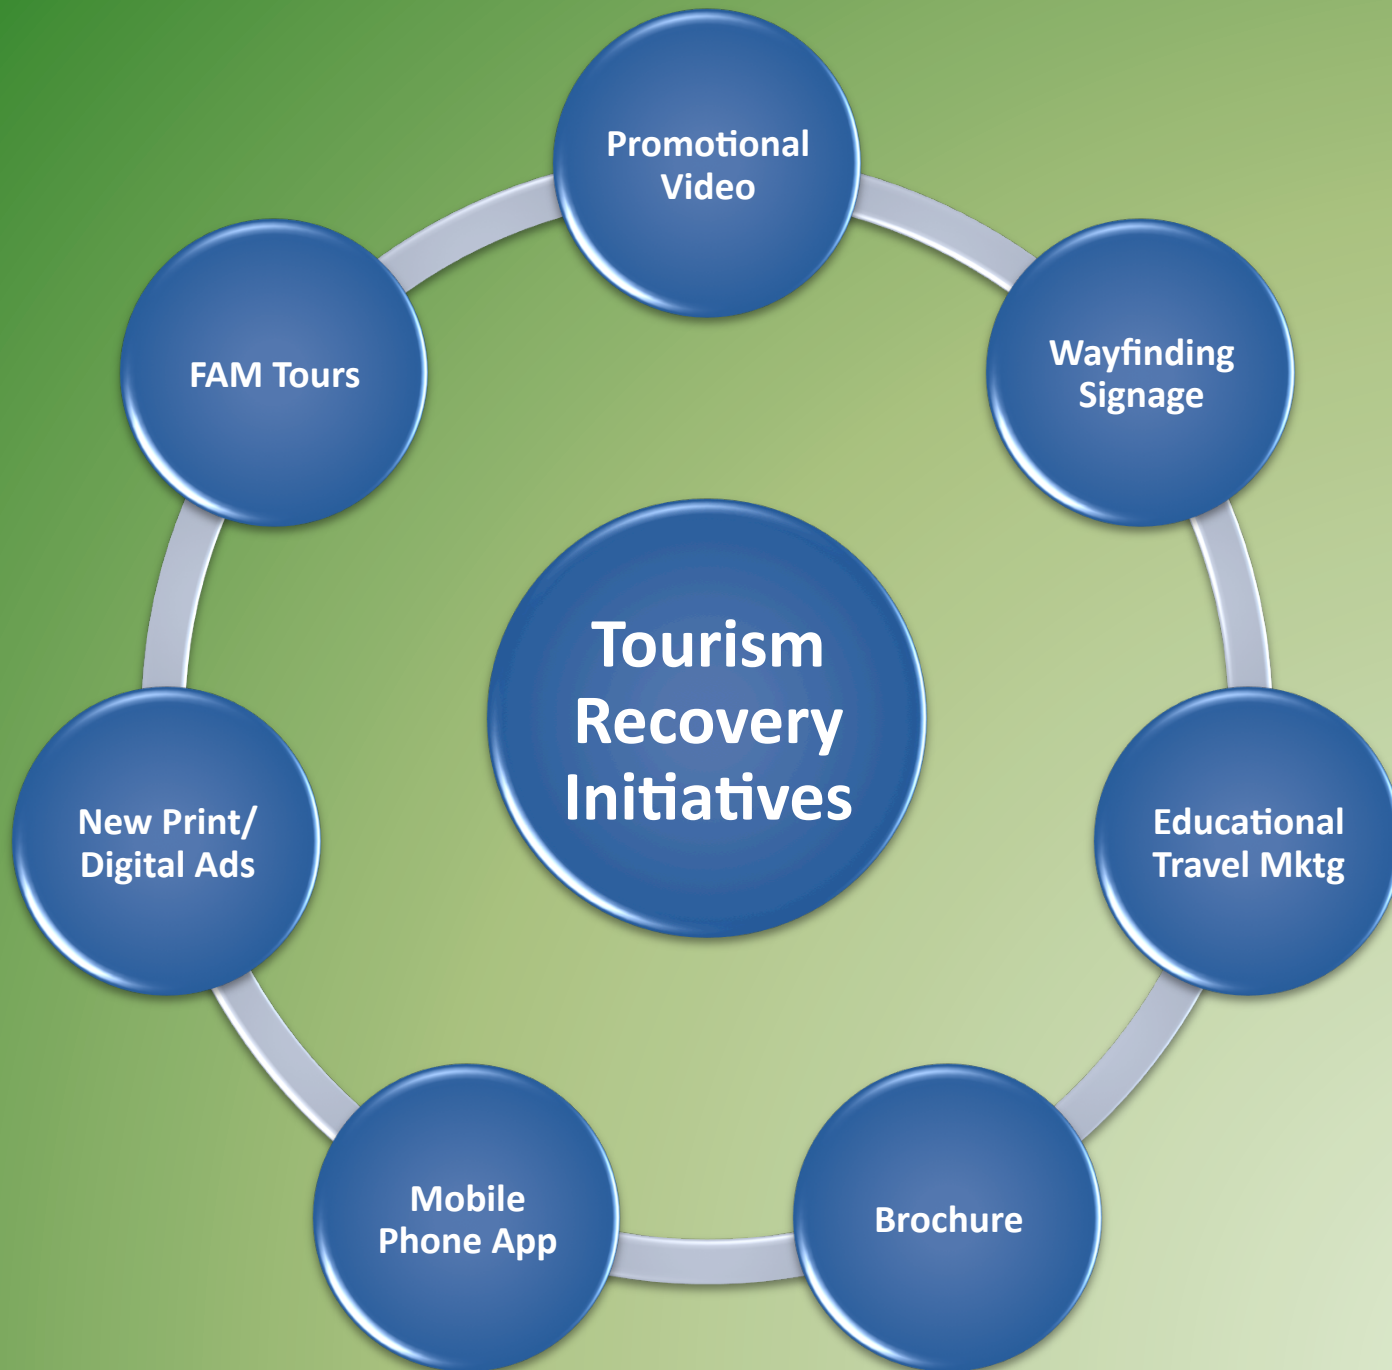 Promotional
Video
Wayfinding
Signage
Educational
Travel Mktg
Brochure
Mobile
Phone App
New Print/
Digital Ads
FAM Tours
Tourism
Recovery
Initiatives